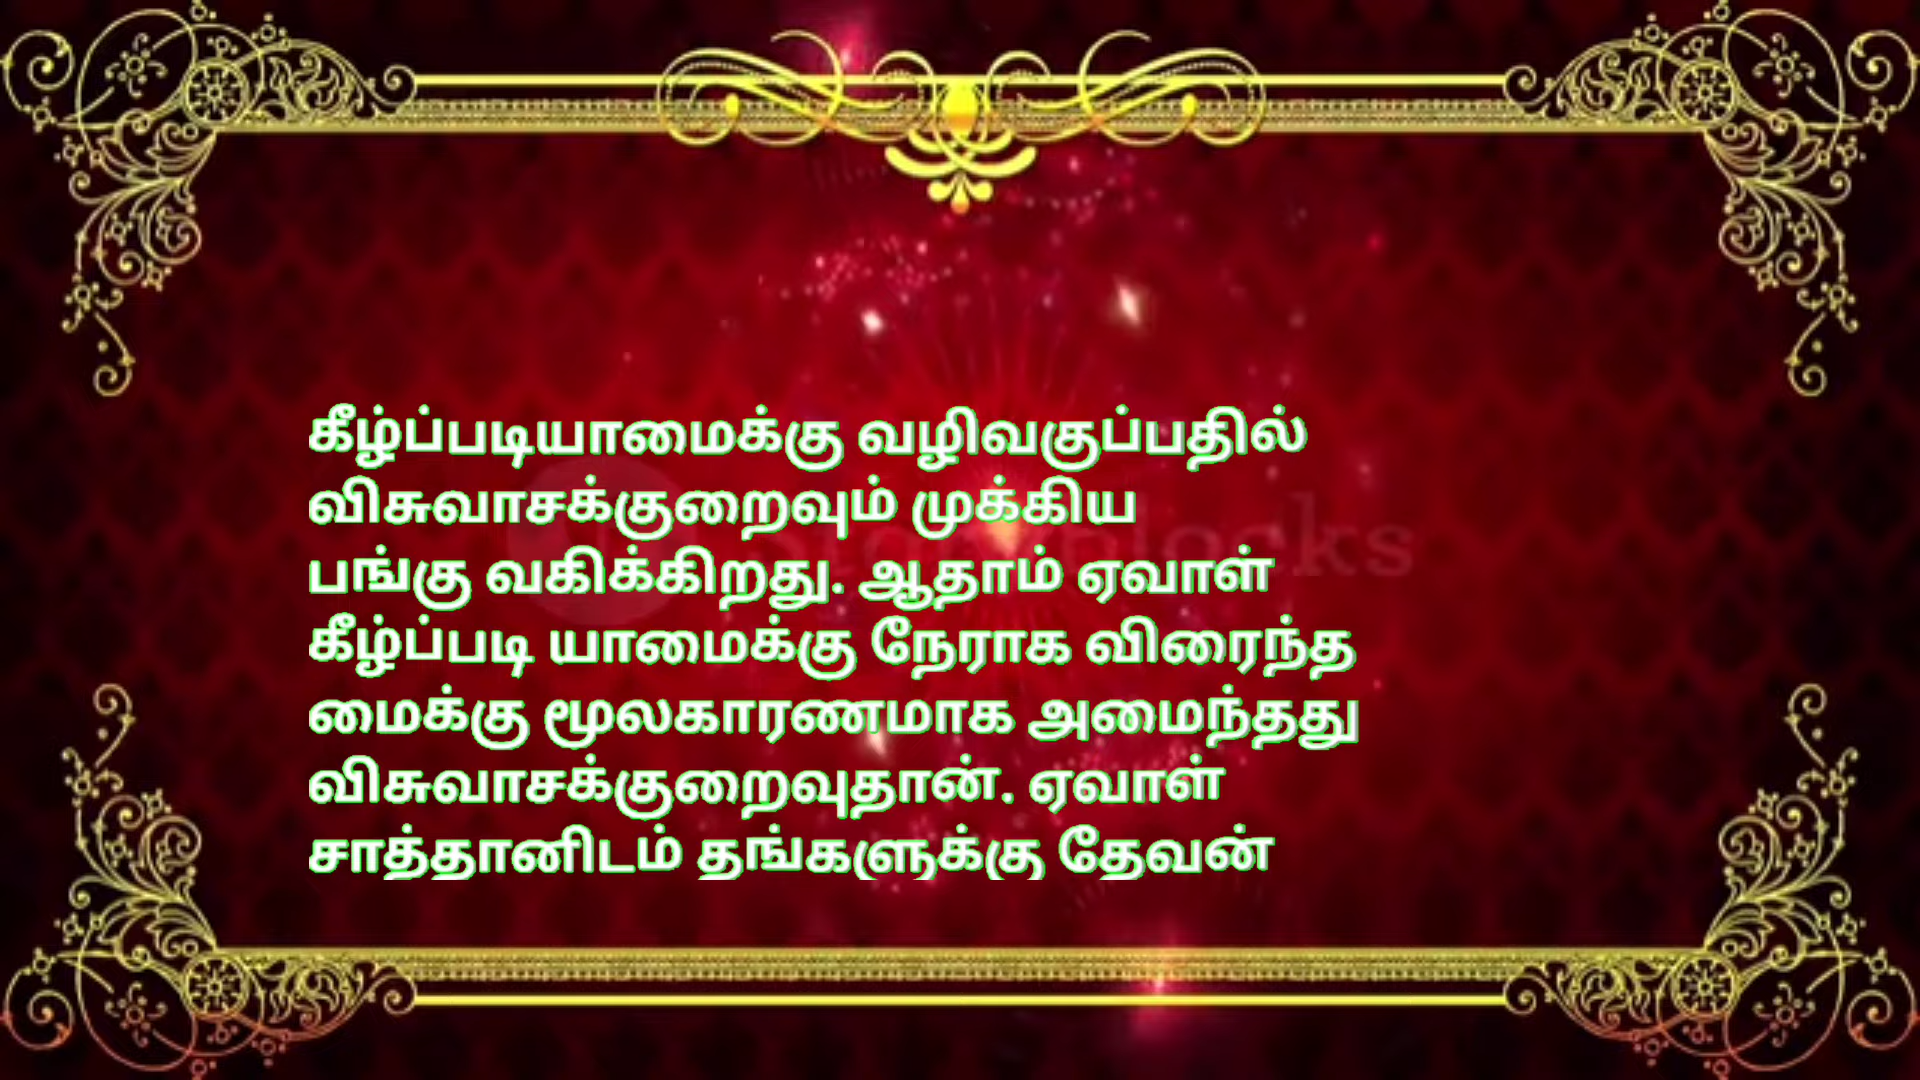 கீழ்ப்படியாமைக்கு வழிவகுப்பதில்
விசுவாசக்குறைவும் முக்கிய
பங்கு வகிக்கிறது. ஆதாம் ஏவாள்
கீழ்ப்படி யாமைக்கு நேராக விரைந்த
மைக்கு மூலகாரணமாக அமைந்தது
விசுவாசக்குறைவுதான். ஏவாள்
சாத்தானிடம் தங்களுக்கு தேவன்